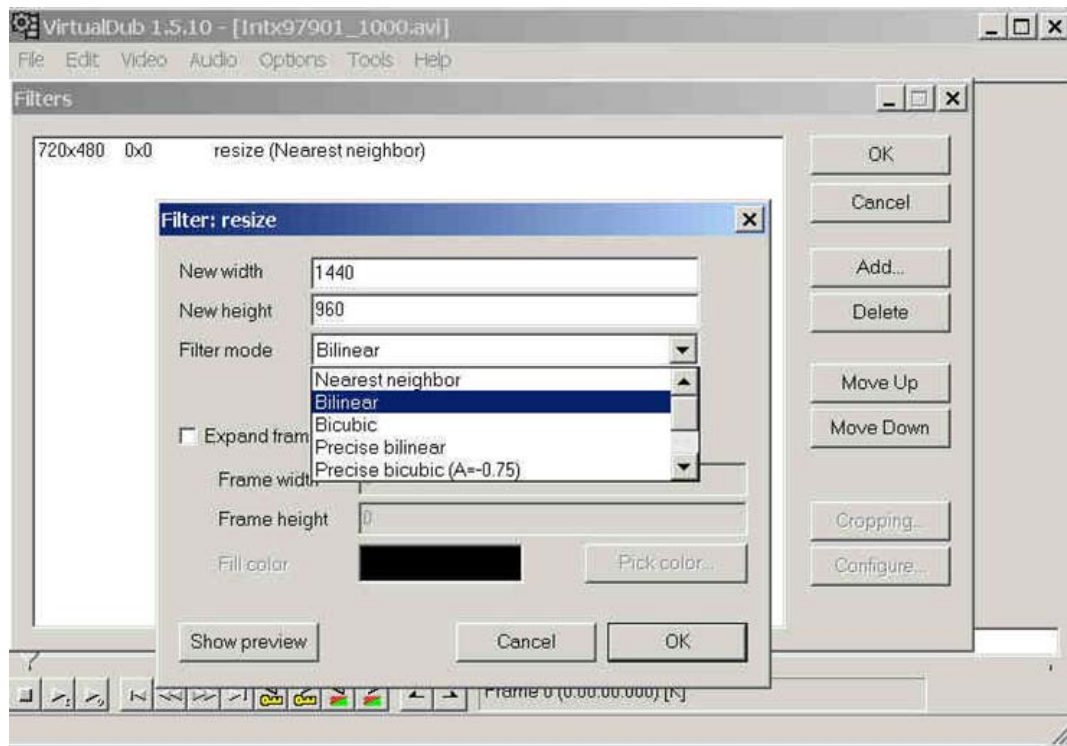 VirtualDub 1.5.10 - [Intx97901_1000.avi]
File Edit Video Audio Options Tools Help
Filters
720x480 0x0 resize (Nearest neighbor)
OK
Cancel
Add...
Delete
Move Up
Move Down
Cropping...
Configure...
Filter: resize
New width 1440
New height 960
Filter mode Bilinear
Nearest neighbor
Bilinear
Bicubic
Precise bilinear
Precise bicubic (A=-0.75)
Expand fram
Frame width
Frame height 0
Fill color Pick color...
Show preview Cancel OK
Frame 0 (0:00:00.000) [K]